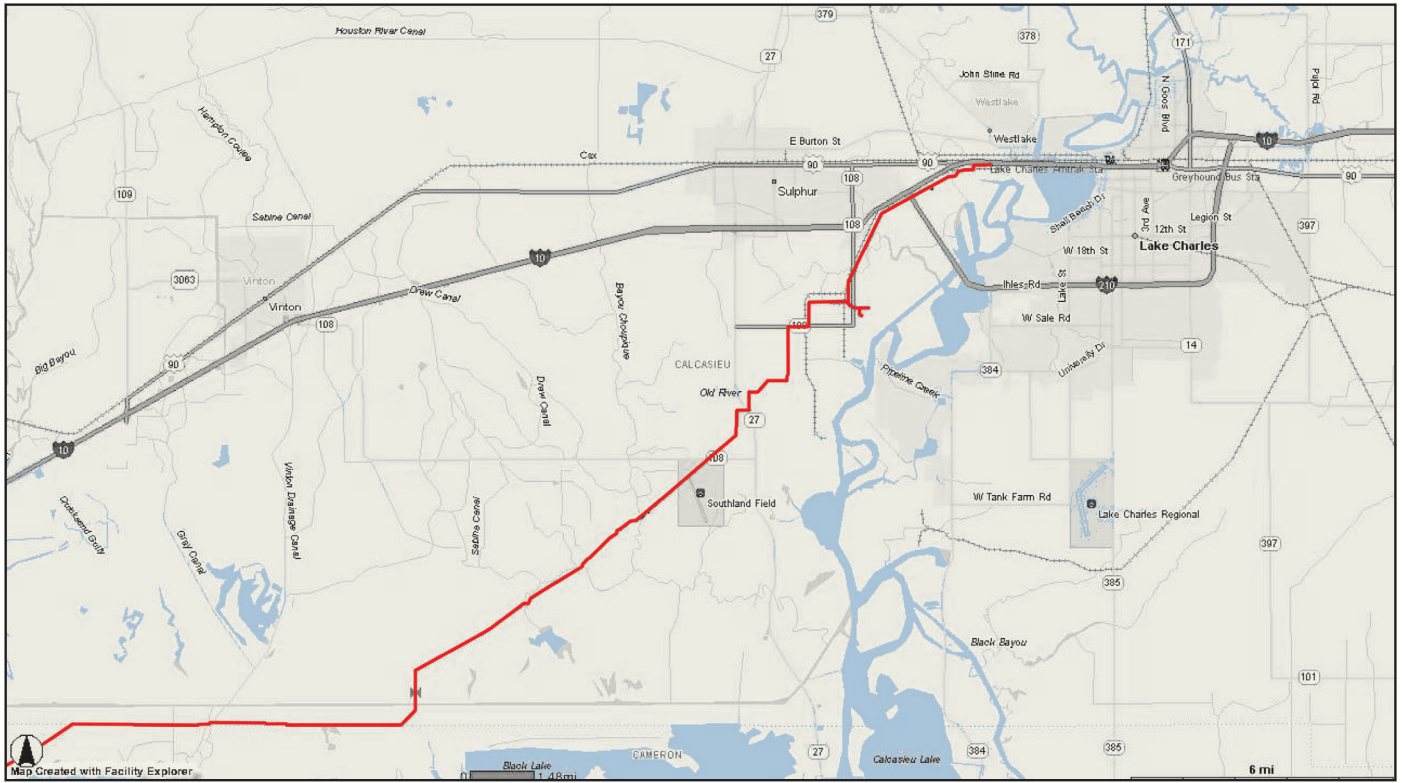 379
Houston River Canal
378
171
27
John Stine Rd
N Goos Blvd
Pujol Rd
Westlake
Hampton Coulee
Westlake
E Burton St
10
Csx
90
90
Lake Charles Amtrak Sta
Greyhound Bus Sta
90
108
Sulphur
109
Shell Beach Dr
3rd Ave
Legion St
Sabine Canal
108
12th St
397
W 18th St
Lake Charles
10
3063
Vinton
Drew Canal
Ihles Rd
Lake St
210
Vinton
Bayou Choupique
108
108
W Sale Rd
Big Bayou
90
CALCASIEU
University Dr
14
384
Pipeline Creek
Drew Canal
Old River
27
10
108
Vinton Drainage Canal
Southland Field
W Tank Farm Rd
Lake Charles Regional
Sabine Canal
Gray Canal
397
385
Black Bayou
101
CAMERON
27
384
385
Black Lake
Calcasieu Lake
Map Created with Facility Explorer
0 1.48mi
6 mi